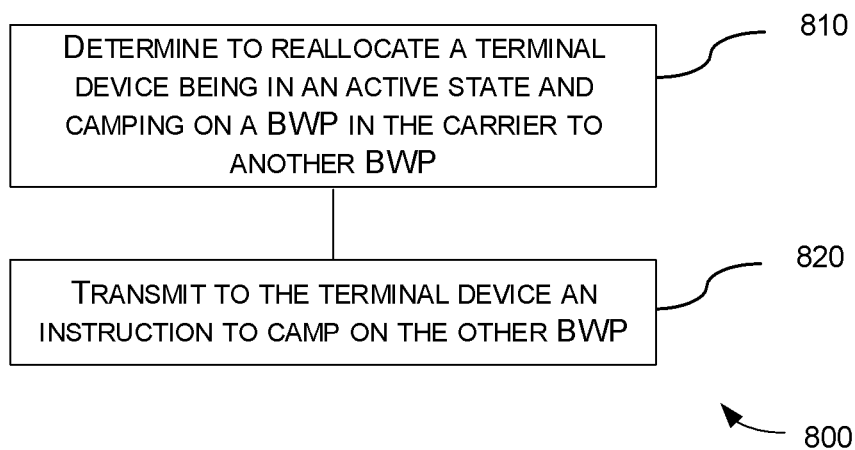 810
DETERMINE TO REALLOCATE A TERMINAL
DEVICE BEING IN AN ACTIVE STATE AND
CAMPING ON A BWP IN THE CARRIER TO
ANOTHER BWP
820
TRANSMIT TO THE TERMINAL DEVICE AN
INSTRUCTION TO CAMP ON THE OTHER BWP
800